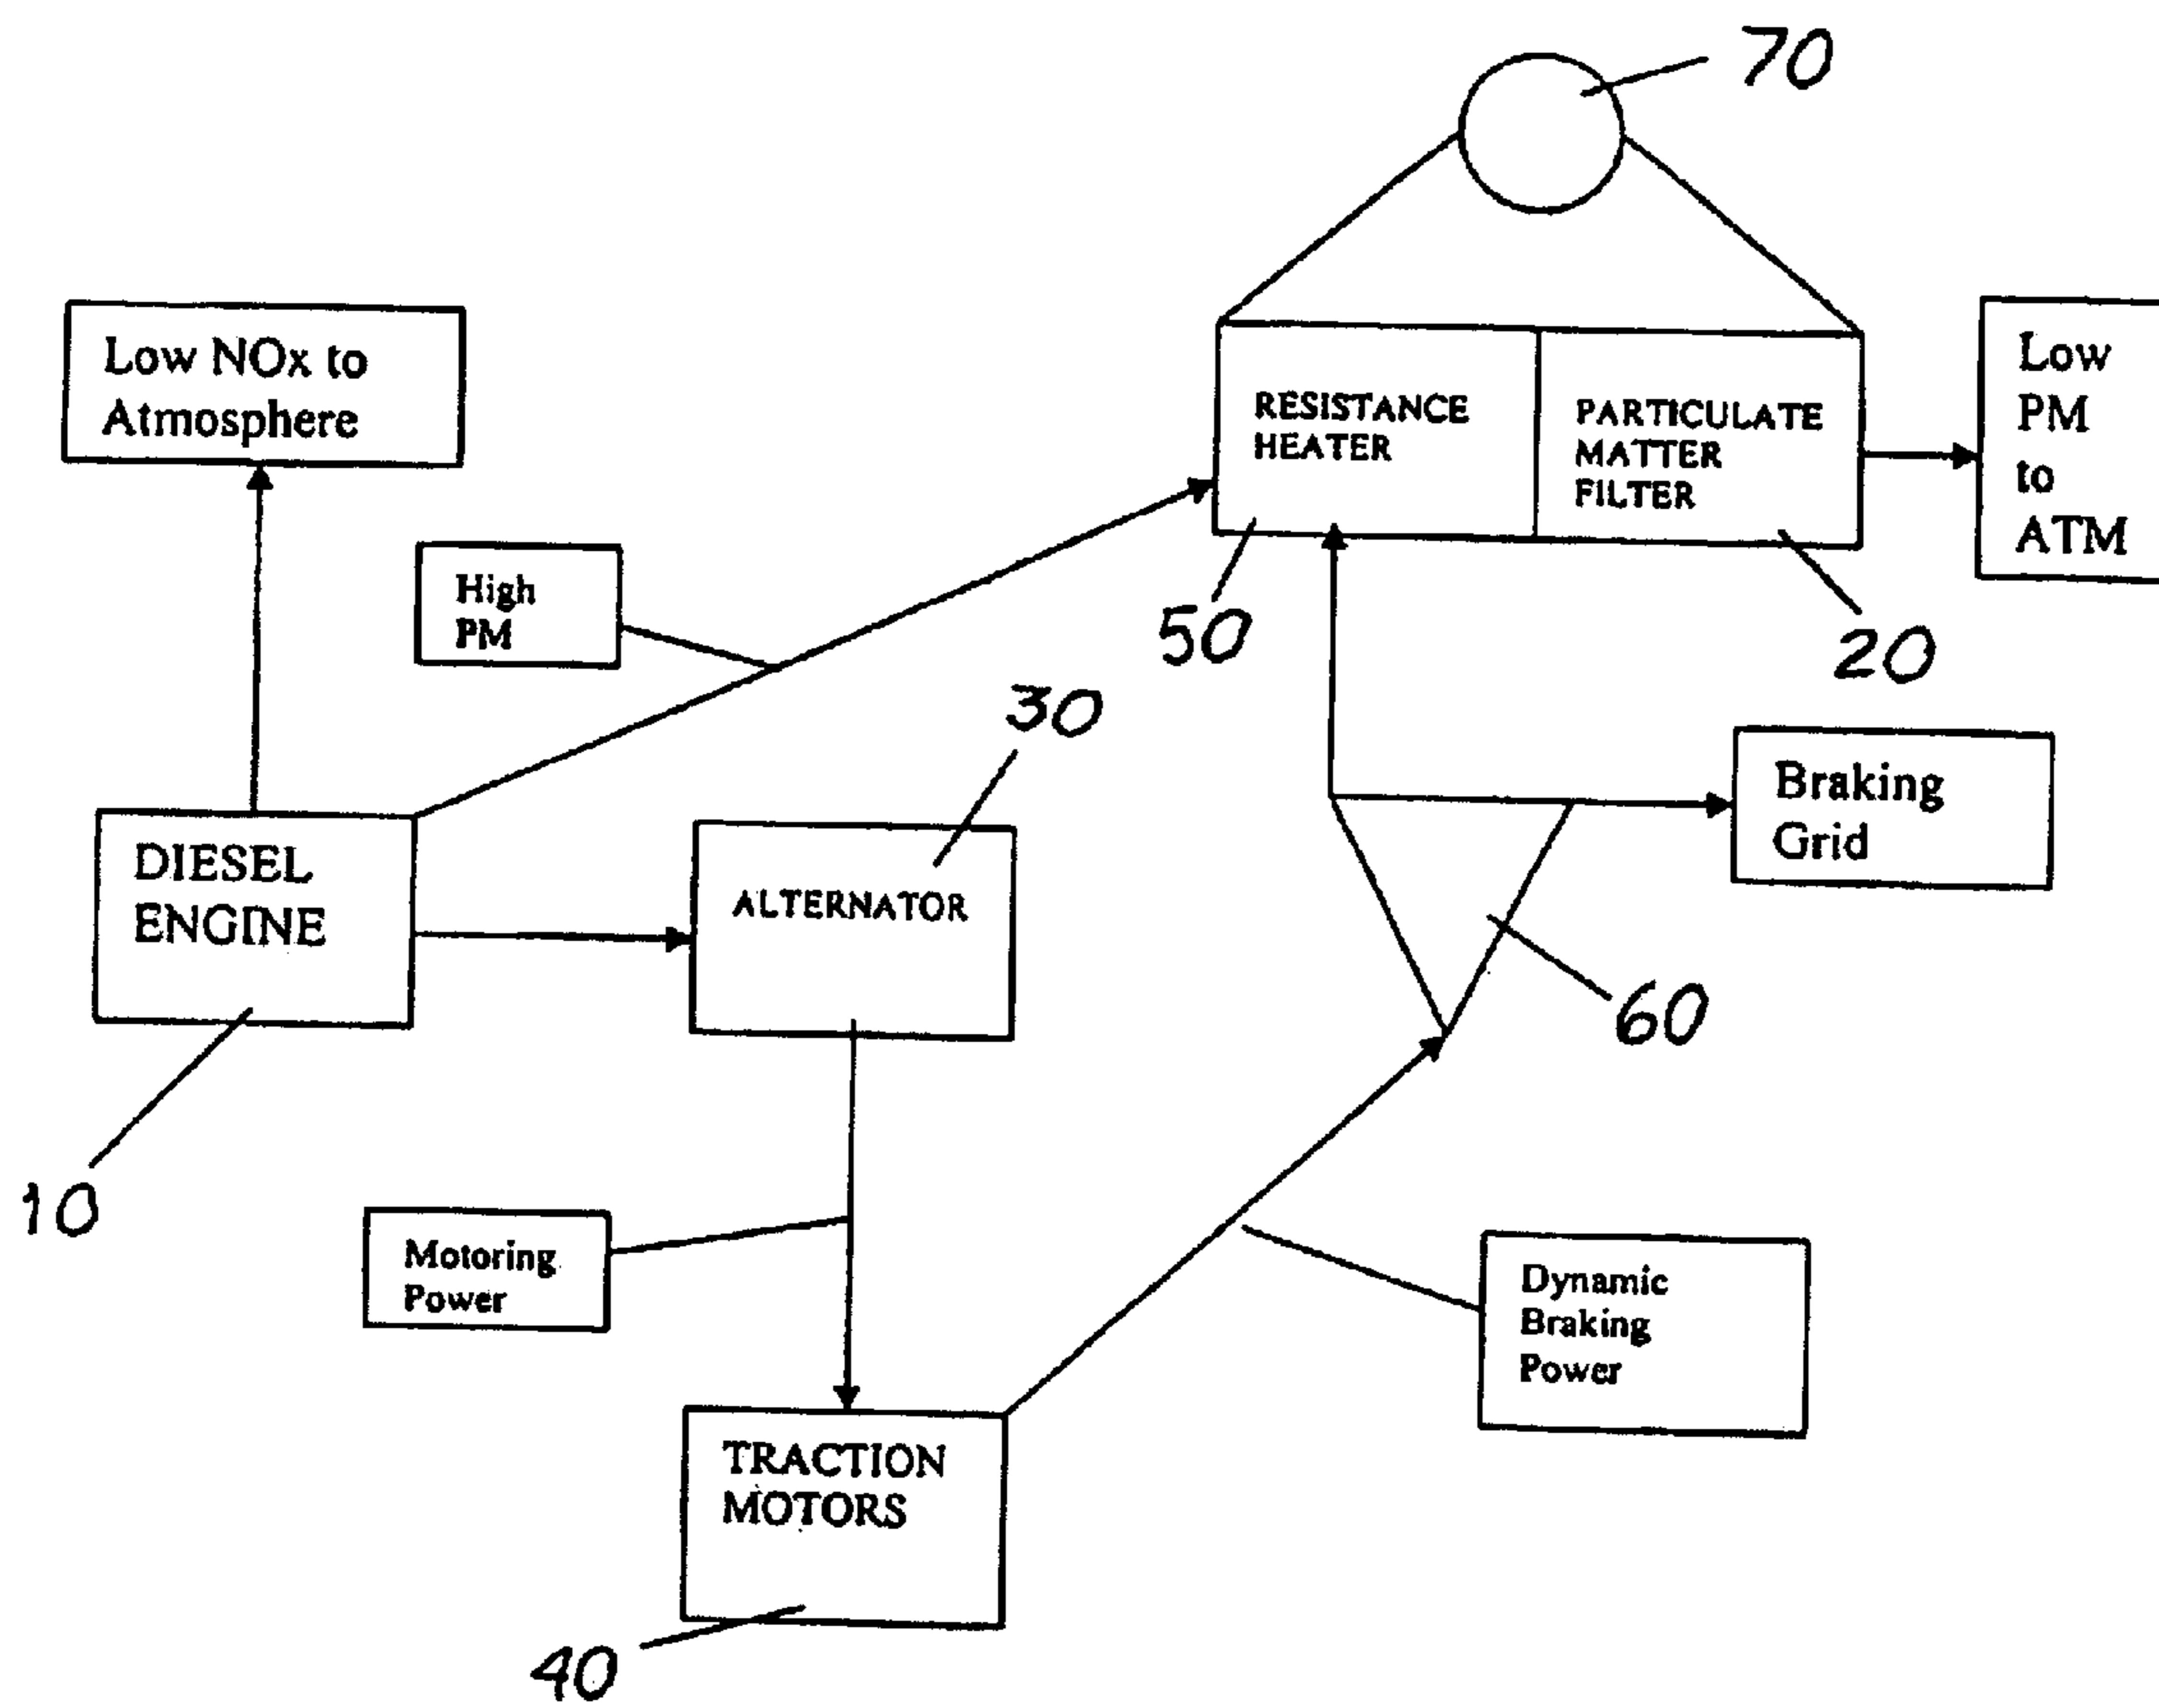 70
Low NOx to
Atmosphere
RESISTANCE
HEATER
PARTICULATE
MATTER
FILTER
Low
PM
to
ATM
High
PM
50
20
30
Braking
Grid
DIESEL
ENGINE
ALTERNATOR
60
10
Motoring
Power
Dynamic
Braking
Power
TRACTION
MOTORS
40